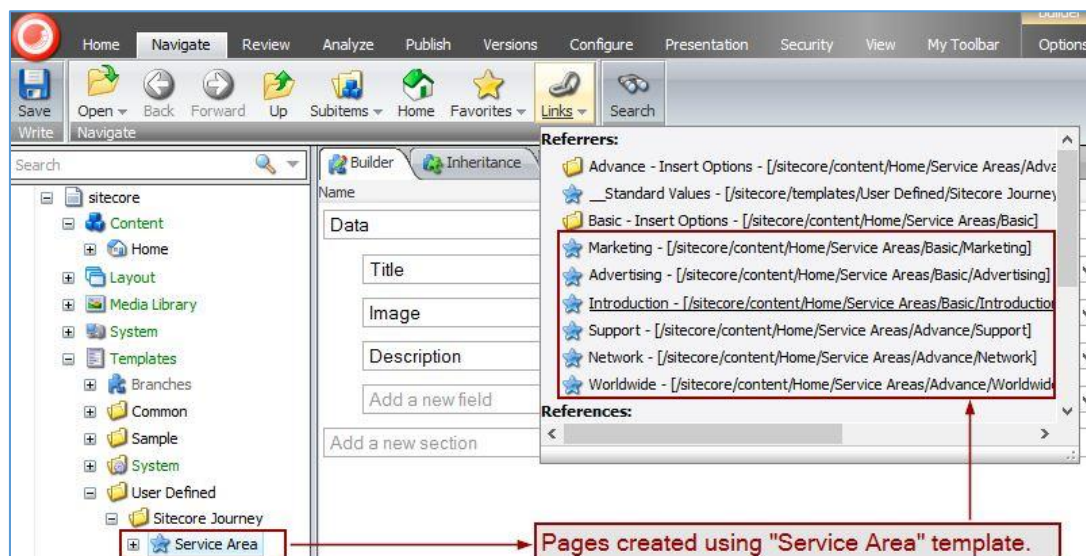 Builder
Home Navigate Review Analyze Publish Versions Configure Presentation Security View My Toolbar Options
Save Open Back Forward Up Subitems Home Favorites Links Search
Write Navigate
Referrers:
Search
Builder Inheritance
Advance - Insert Options - [/sitecore/content/Home/Service Areas/Adva
Name
__Standard Values - [/sitecore/templates/User Defined/Sitecore Journey
sitecore
Basic - Insert Options - [/sitecore/content/Home/Service Areas/Basic]
Content
Data
Marketing - [/sitecore/content/Home/Service Areas/Basic/Marketing]
Home
Title
Advertising - [/sitecore/content/Home/Service Areas/Basic/Advertising]
Layout
Introduction - [/sitecore/content/Home/Service Areas/Basic/Introduction
Media Library
Image
Support - [/sitecore/content/Home/Service Areas/Advance/Support]
System
Description
Network - [/sitecore/content/Home/Service Areas/Advance/Network]
Templates
Worldwide - [/sitecore/content/Home/Service Areas/Advance/Worldwide
Branches
Add a new field
References:
Common
Add a new section
Sample
System
User Defined
Sitecore Journey
Service Area
Pages created using "Service Area" template.